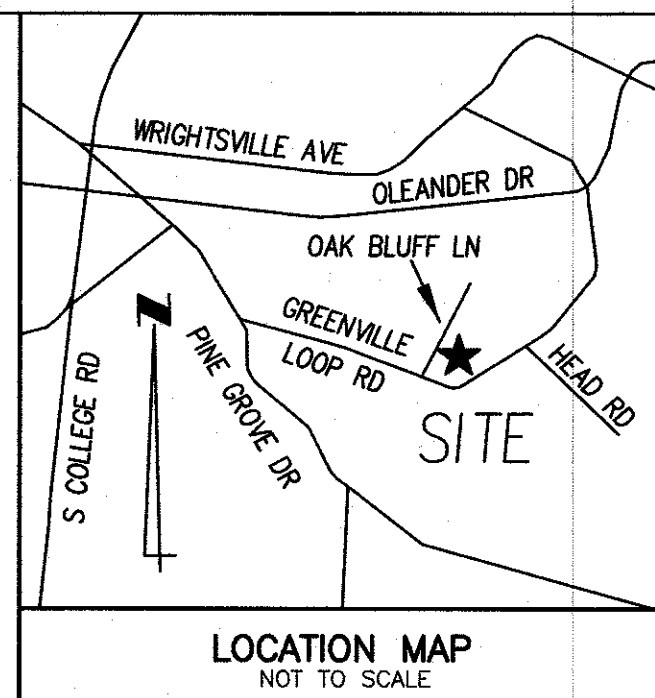 WRIGHTSVILLE AVE
OLEANDER DR
OAK BLUFF LN
GREENVILLE
LOOP RD
PINE GROVE DR
S COLLEGE RD
HEAD RD
SITE
N
LOCATION MAP
NOT TO SCALE